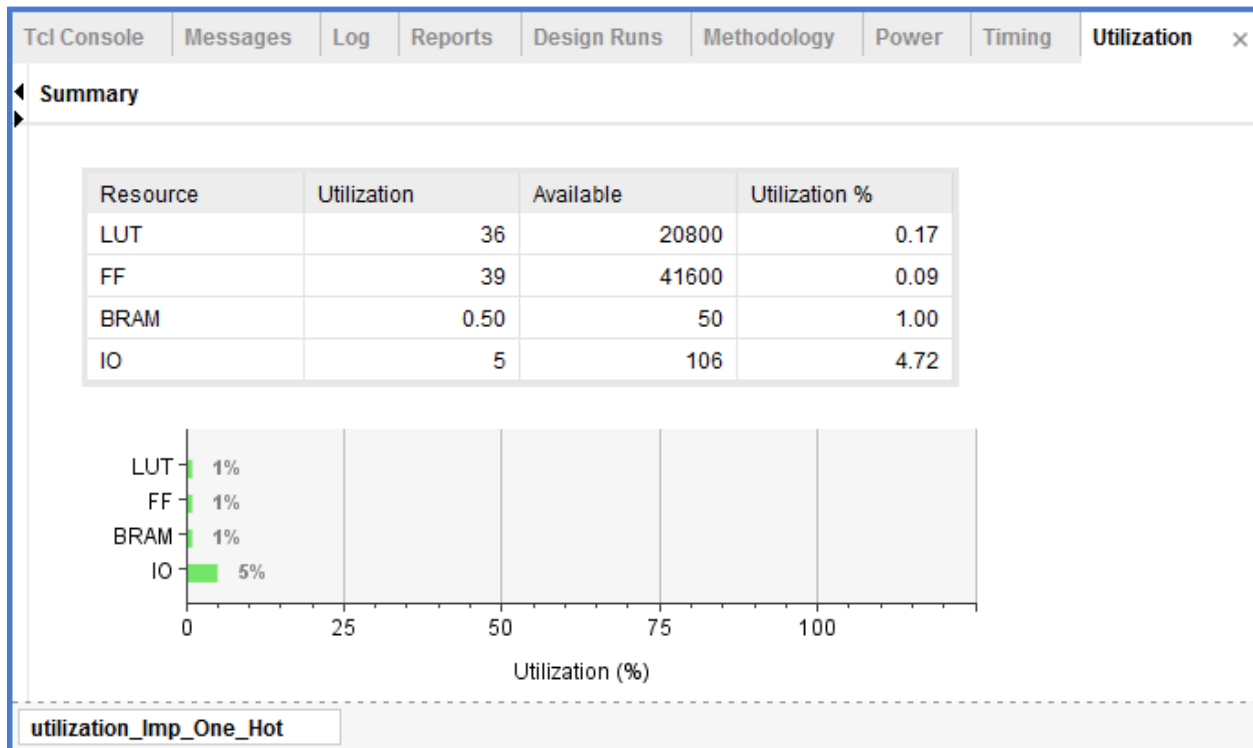 Tcl Console Messages Log Reports Design Runs Methodology Power Timing Utilization ×
Summary
Resource Utilization Available Utilization %
LUT 36 20800 0.17
FF 39 41600 0.09
BRAM 0.50 50 1.00
IO 5 106 4.72
LUT 1%
FF 1%
BRAM 1%
IO 5%
0 25 50 75 100
Utilization (%)
utilization_Imp_One_Hot